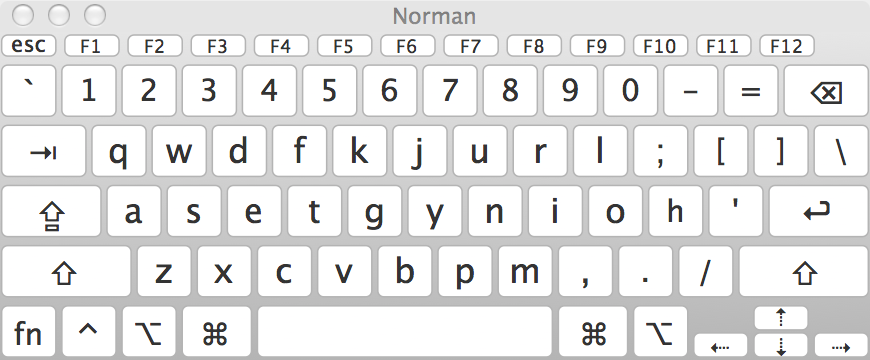 Norman
esc F1 F2 F3 F4 F5 F6 F7 F8 F9 F10 F11 F12
` 1 2 3 4 5 6 7 8 9 0 - = ⌫
⇥ q w d f k j u r l ; [ ] \
⇪ a s e t g y n i o h ' ↩
⇧ z x c v b p m , . / ⇧
fn ^ ⌥ ⌘ ⌘ ⌥ ⇠ ⇡ ⇣ ⇢